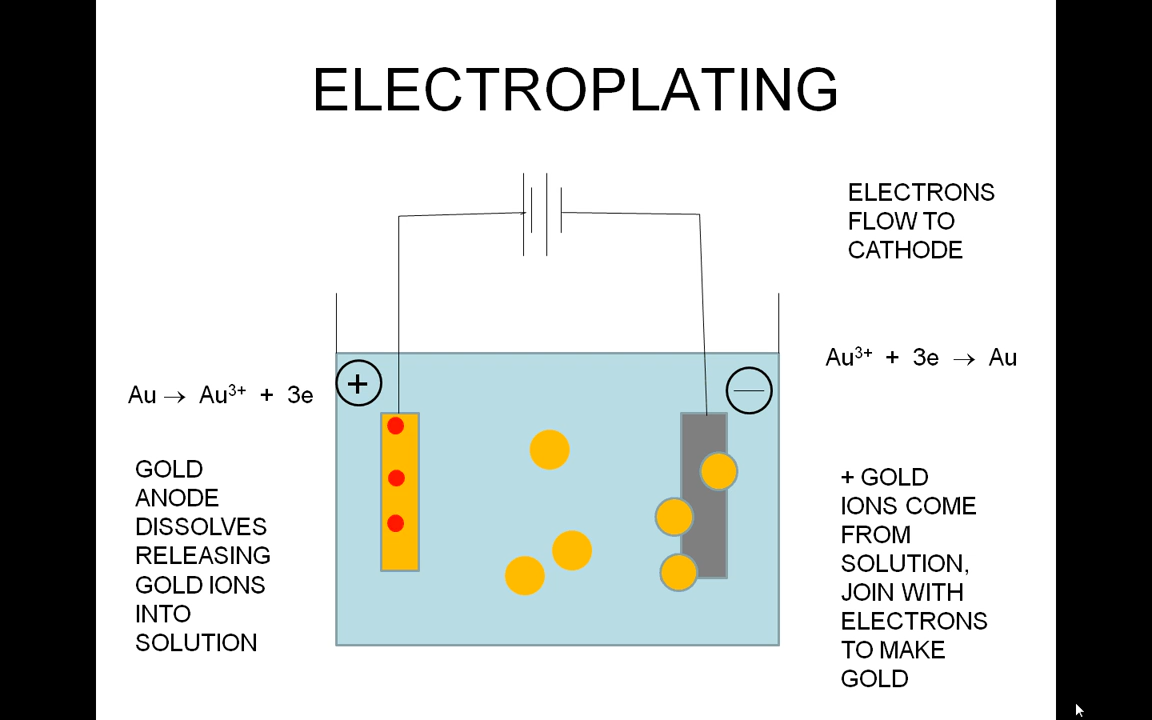 ELECTROPLATING
ELECTRONS
FLOW TO
CATHODE
Au³⁺ + 3e → Au
+
—
Au → Au³⁺ + 3e
GOLD
ANODE
DISSOLVES
RELEASING
GOLD IONS
INTO
SOLUTION
+ GOLD
IONS COME
FROM
SOLUTION,
JOIN WITH
ELECTRONS
TO MAKE
GOLD